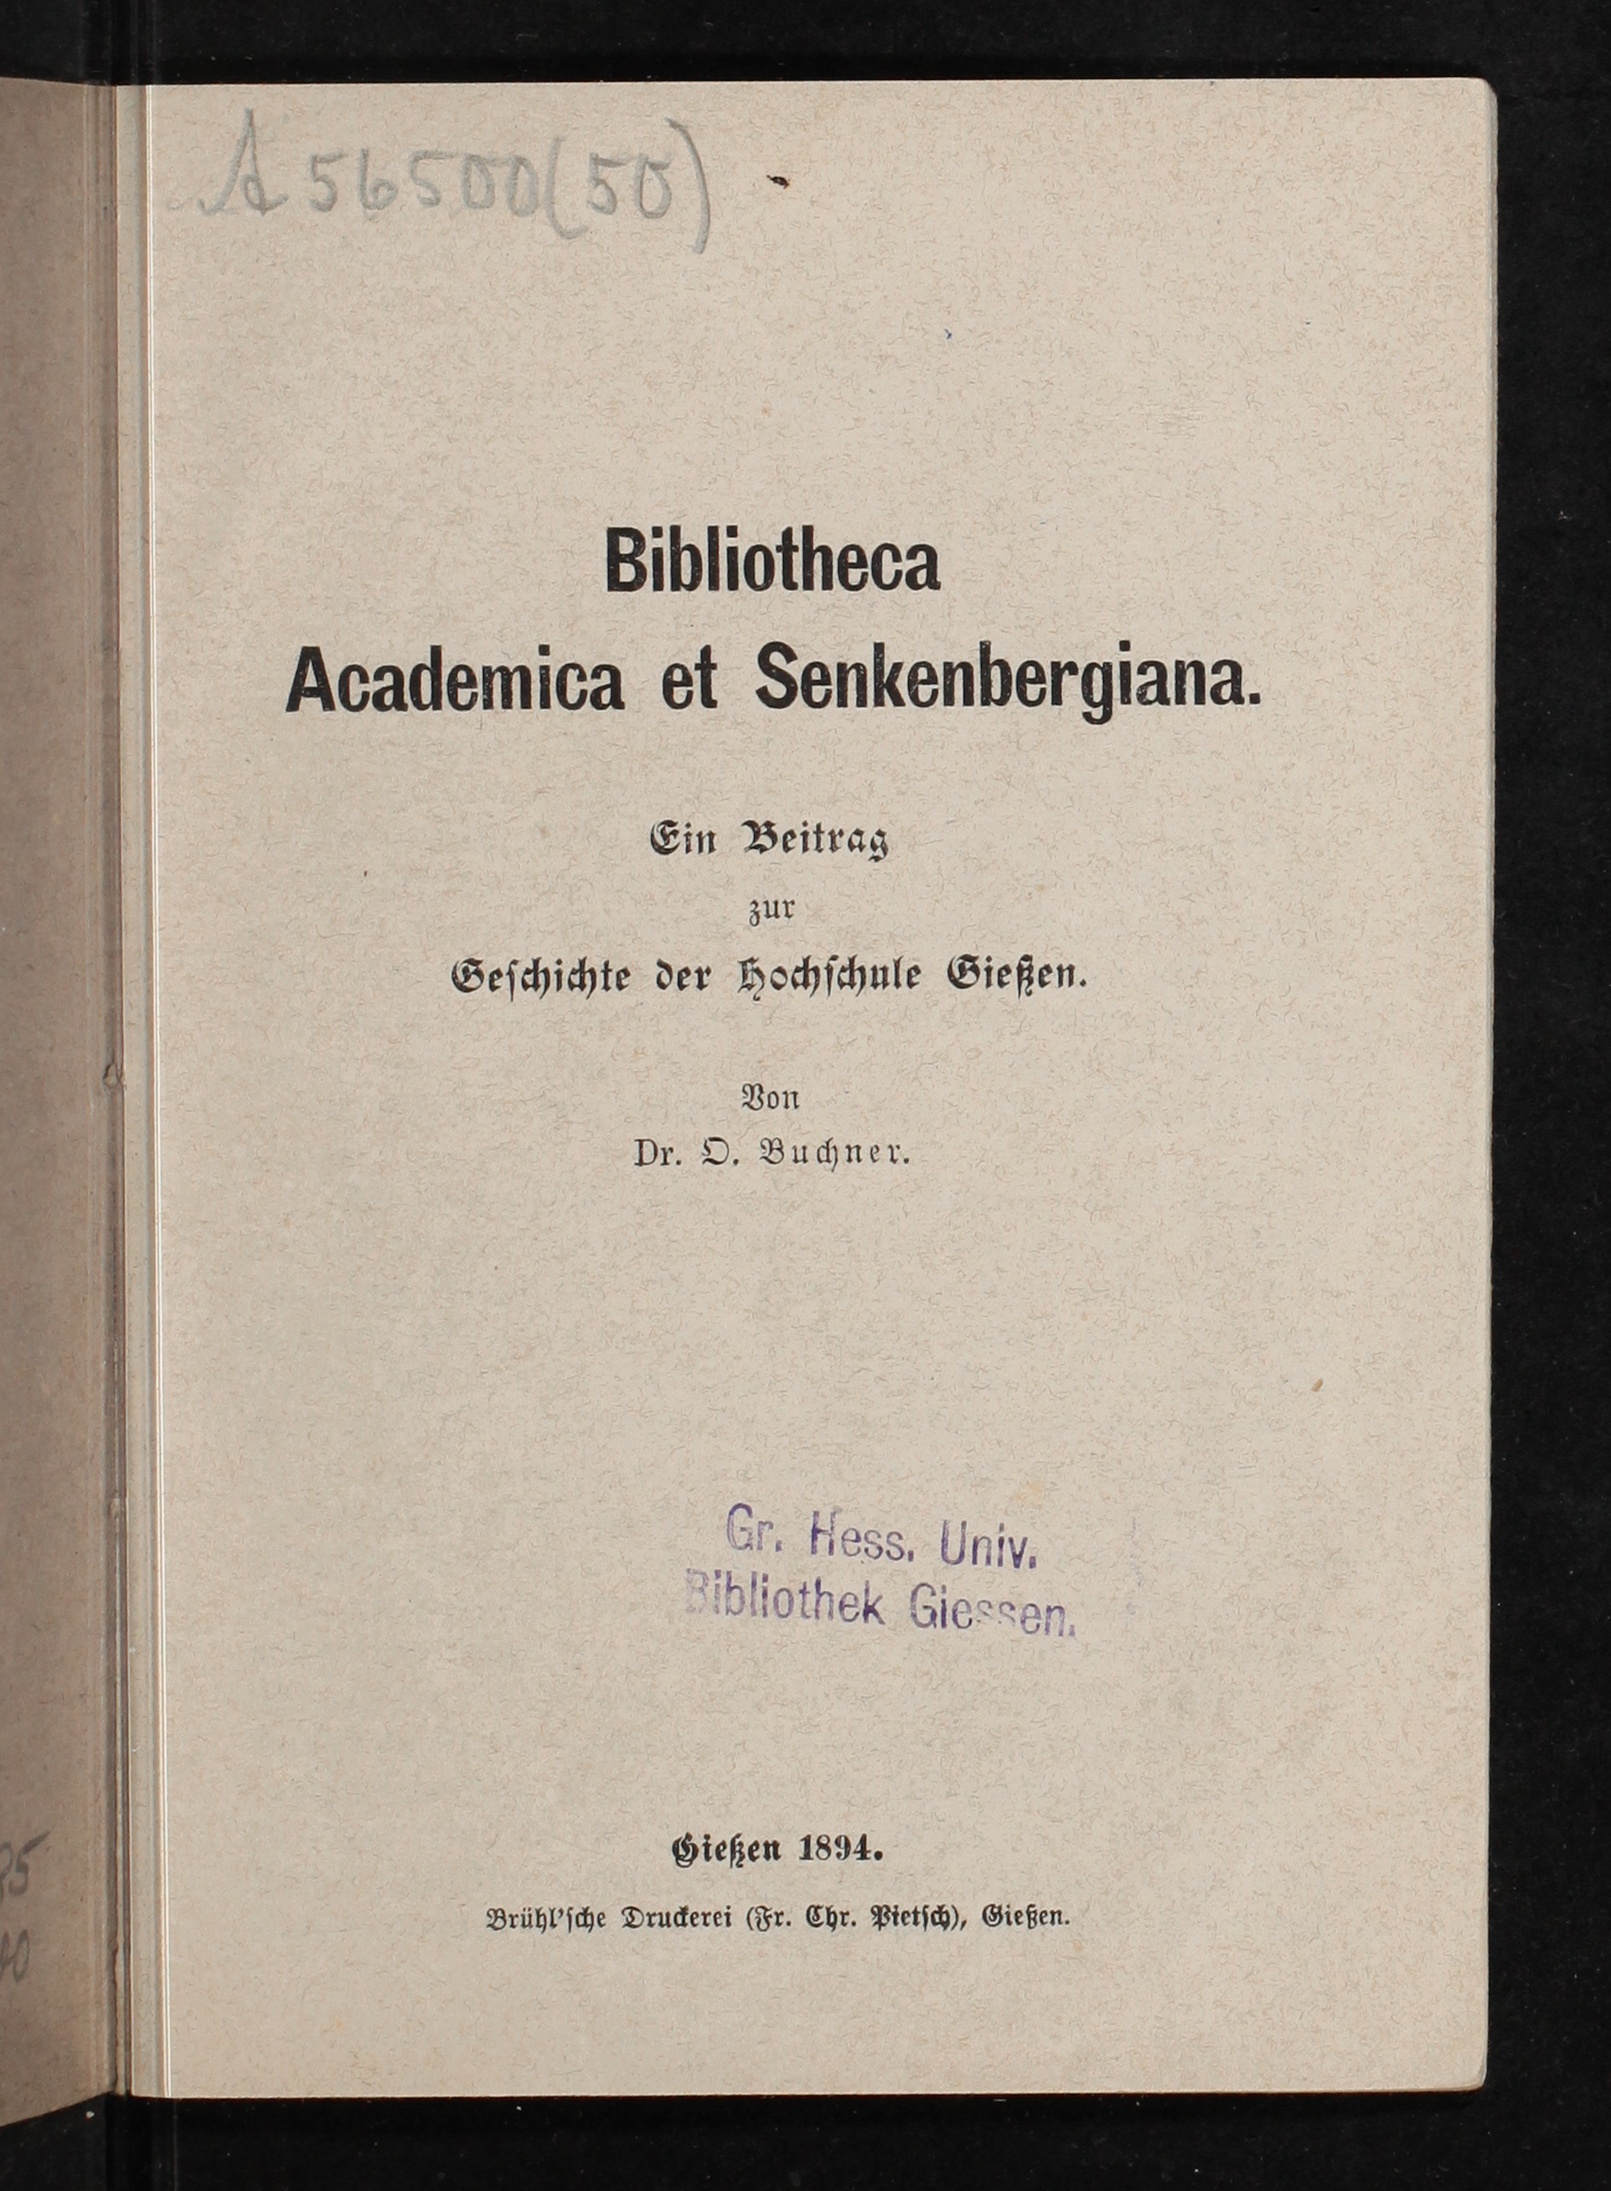 A 56500(50)
Bibliotheca
Academica et Senkenbergiana.
Ein Beitrag
zur
Geſchichte der Hochſchule Gießen.
Von
Dr. O. Buchner.
Gr. Hess. Univ.
Bibliothek Giessen.
Gießen 1894.
Brühl'ſche Druckerei (Fr. Chr. Pietſch), Gießen.